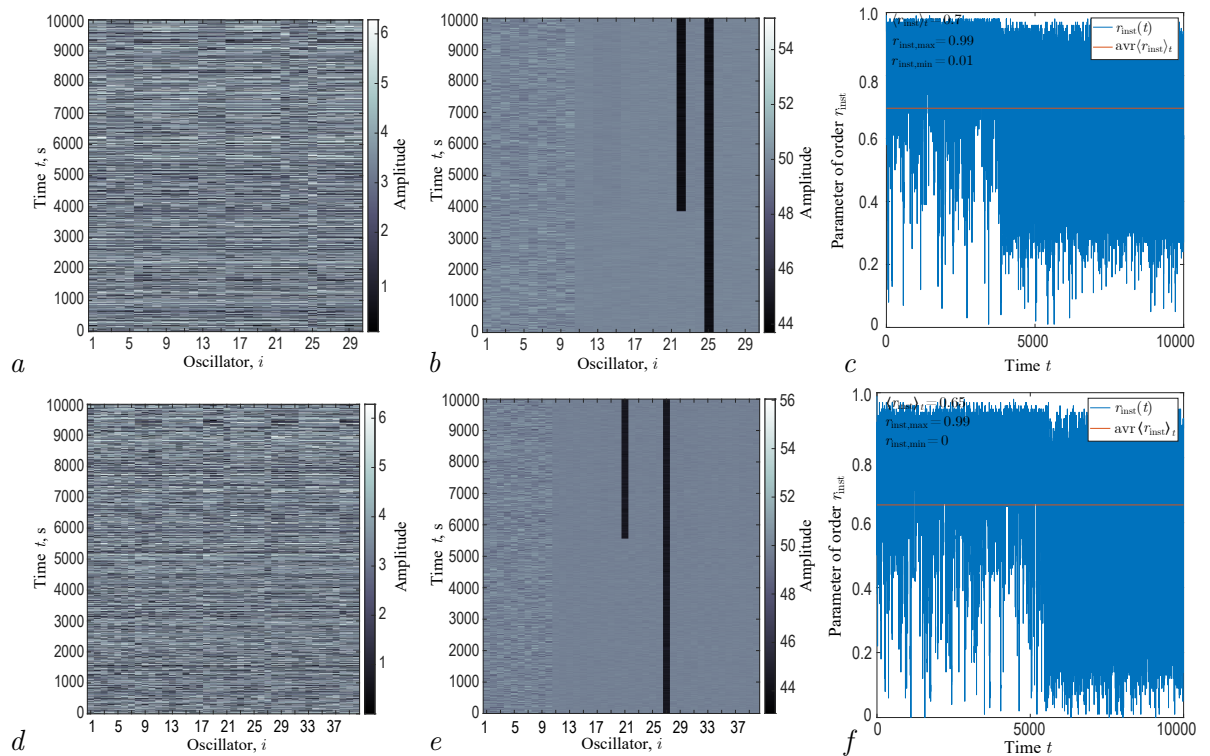 10000
9000
8000
7000
6000
5000
4000
3000
2000
1000
0
Time t, s
1 5 9 13 17 21 25 29
Oscillator, i
6
5
4
3
2
1
Amplitude
a
10000
9000
8000
7000
6000
5000
4000
3000
2000
1000
0
Time t, s
1 5 9 13 17 21 25 29
Oscillator, i
54
52
50
48
46
44
Amplitude
b
1.0
0.8
0.6
0.4
0.2
0
Parameter of order r_inst
⟨r_inst⟩_t = 0.7
r_inst,max = 0.99
r_inst,min = 0.01
r_inst(t)
avr⟨r_inst⟩_t
0 5000 10000
Time t
c
10000
9000
8000
7000
6000
5000
4000
3000
2000
1000
0
Time t, s
1 5 9 13 17 21 25 29 33 37
Oscillator, i
6
5
4
3
2
1
Amplitude
d
10000
9000
8000
7000
6000
5000
4000
3000
2000
1000
0
Time t, s
1 5 9 13 17 21 25 29 33 37
Oscillator, i
56
54
52
50
48
46
44
Amplitude
e
1.0
0.8
0.6
0.4
0.2
0
Parameter of order r_inst
⟨r_inst⟩_t = 0.65
r_inst,max = 0.99
r_inst,min = 0
r_inst(t)
avr⟨r_inst⟩_t
0 5000 10000
Time t
f